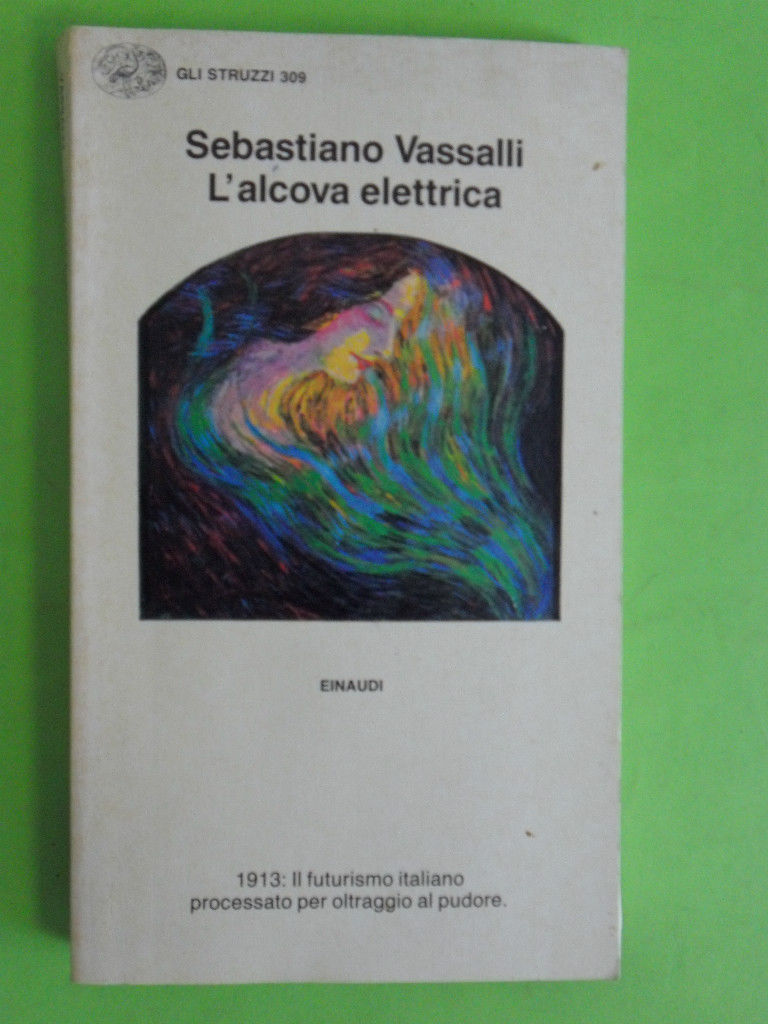 GLI STRUZZI 309
Sebastiano Vassalli
L'alcova elettrica
EINAUDI
1913: Il futurismo italiano
processato per oltraggio al pudore.